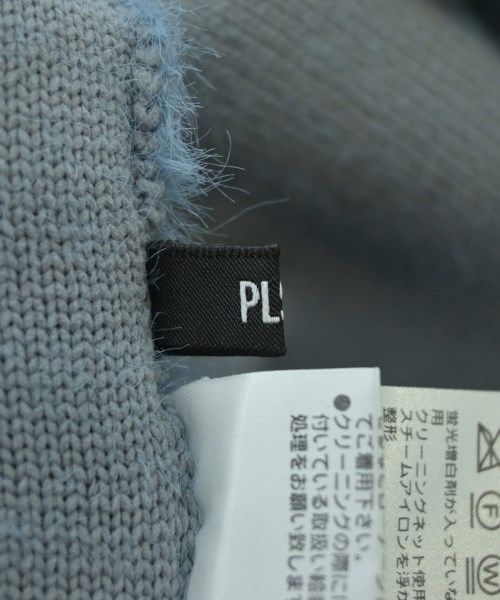 PLS
てご着用下さい。
●クリーニングの際に
付いている取扱い絵
処理をお願い致しま
蛍光増白剤が入っていな
用
クリーニングネット使用
スチームアイロンを浮か
整形
F
W